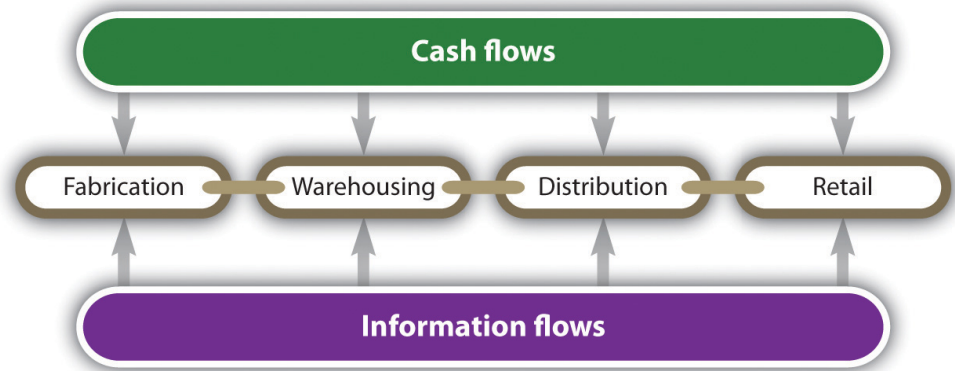 Cash flows
Fabrication Warehousing Distribution Retail
Information flows